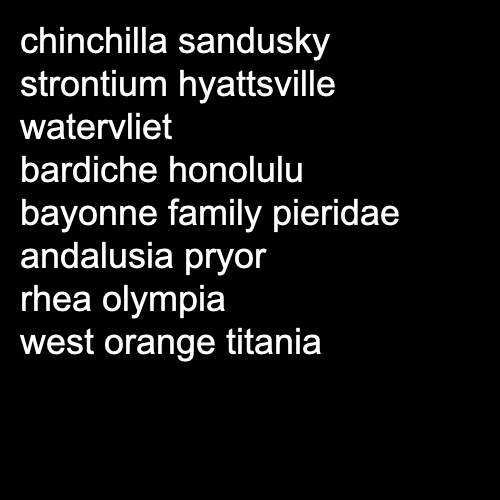 chinchilla sandusky
strontium hyattsville
watervliet
bardiche honolulu
bayonne family pieridae
andalusia pryor
rhea olympia
west orange titania